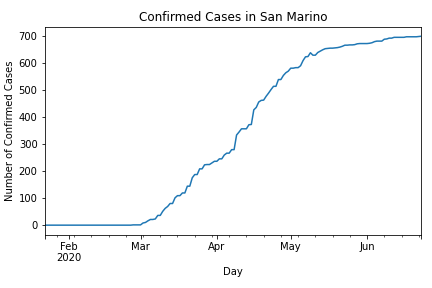 Confirmed Cases in San Marino
Number of Confirmed Cases
700
600
500
400
300
200
100
0
Feb
2020
Mar
Apr
May
Jun
Day